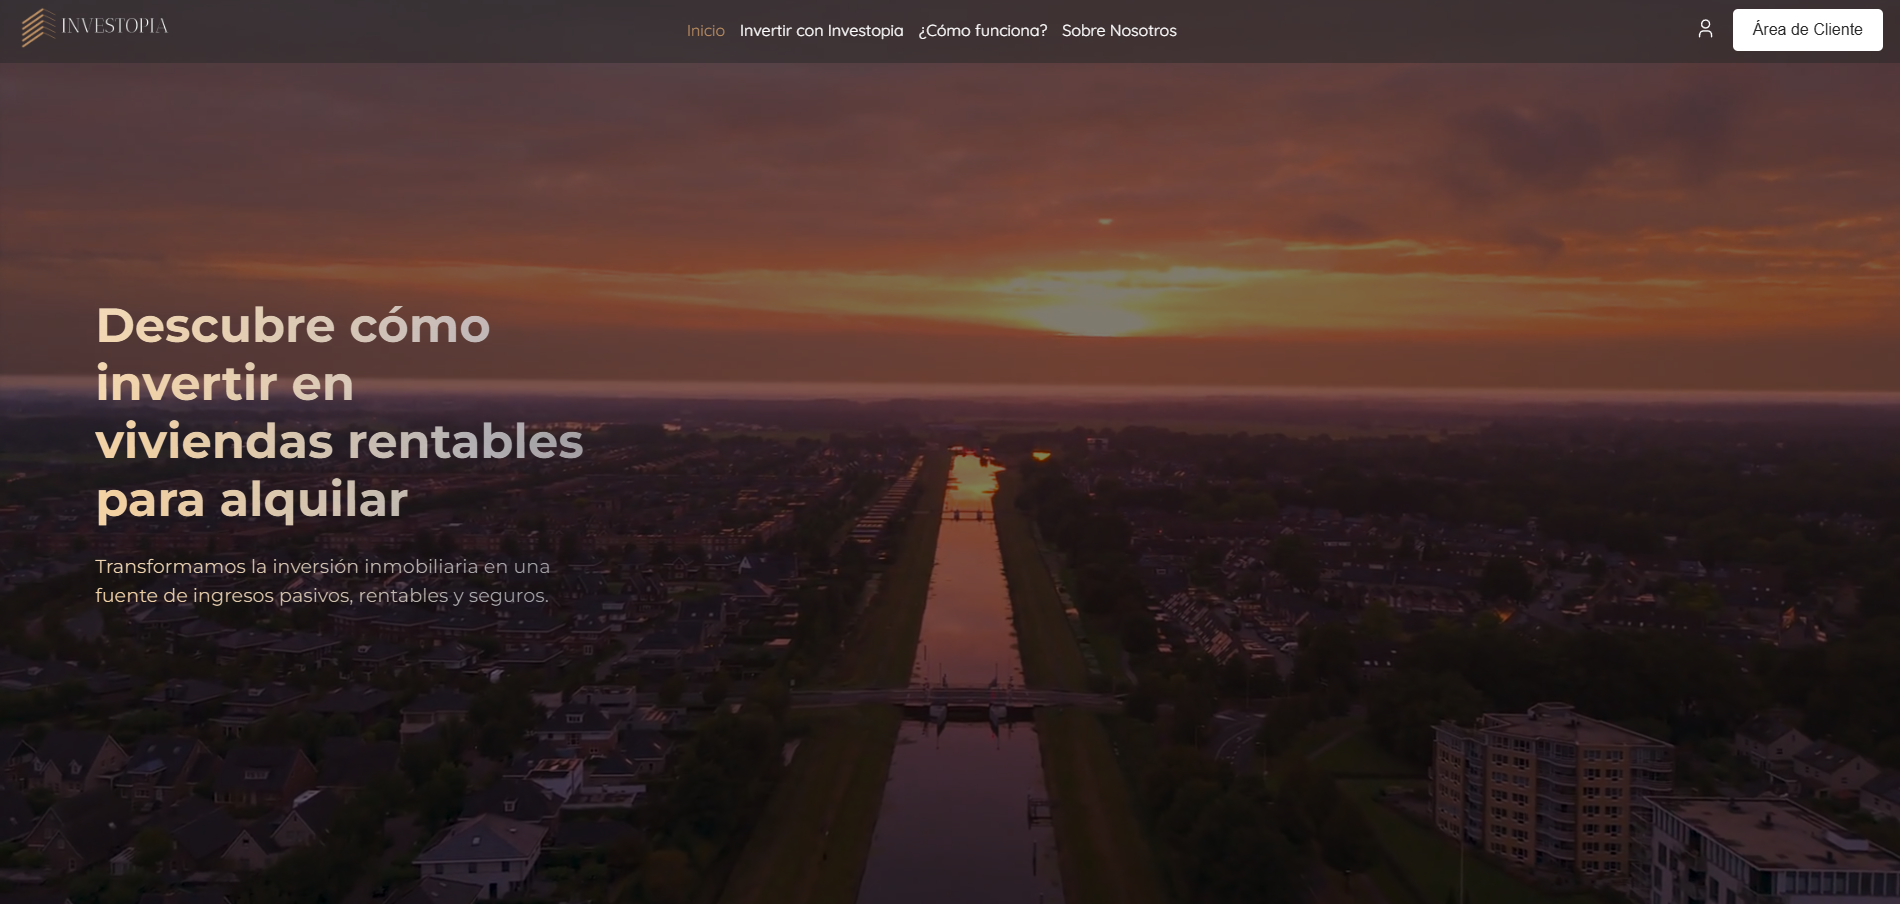 INVESTOPIA
Inicio Invertir con Investopia ¿Cómo funciona? Sobre Nosotros
Área de Cliente
Descubre cómo
invertir en
viviendas rentables
para alquilar
Transformamos la inversión inmobiliaria en una
fuente de ingresos pasivos, rentables y seguros.